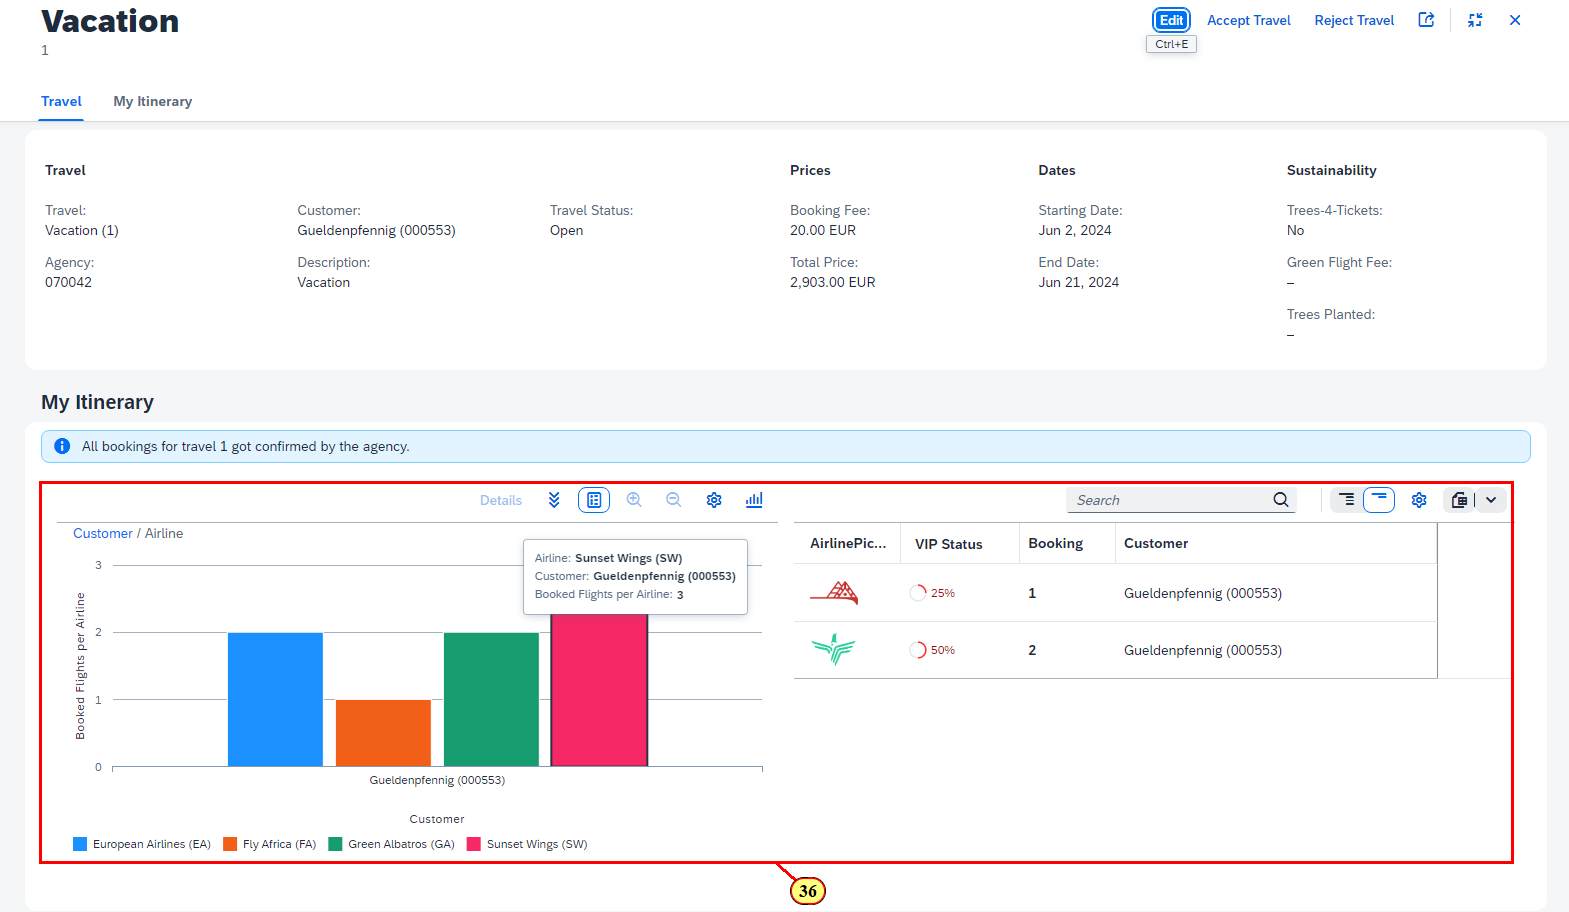 Vacation
1
Edit
Accept Travel
Reject Travel
Ctrl+E
Travel
My Itinerary
Travel
Prices
Dates
Sustainability
Travel:
Vacation (1)
Customer:
Gueldenpfennig (000553)
Travel Status:
Open
Booking Fee:
20.00 EUR
Starting Date:
Jun 2, 2024
Trees-4-Tickets:
No
Agency:
070042
Description:
Vacation
Total Price:
2,903.00 EUR
End Date:
Jun 21, 2024
Green Flight Fee:
–
Trees Planted:
–
My Itinerary
All bookings for travel 1 got confirmed by the agency.
Details
Search
Customer / Airline
Airline: Sunset Wings (SW)
Customer: Gueldenpfennig (000553)
Booked Flights per Airline: 3
Booked Flights per Airline
3
2
1
0
Gueldenpfennig (000553)
Customer
European Airlines (EA)
Fly Africa (FA)
Green Albatros (GA)
Sunset Wings (SW)
AirlinePic... VIP Status Booking Customer
25% 1 Gueldenpfennig (000553)
50% 2 Gueldenpfennig (000553)
36